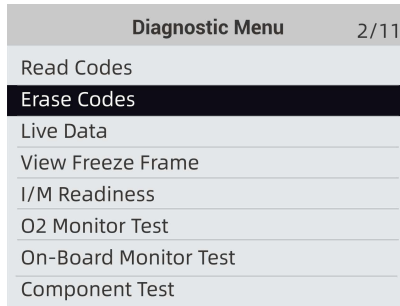 Diagnostic Menu 2/11
Read Codes
Erase Codes
Live Data
View Freeze Frame
I/M Readiness
O2 Monitor Test
On-Board Monitor Test
Component Test